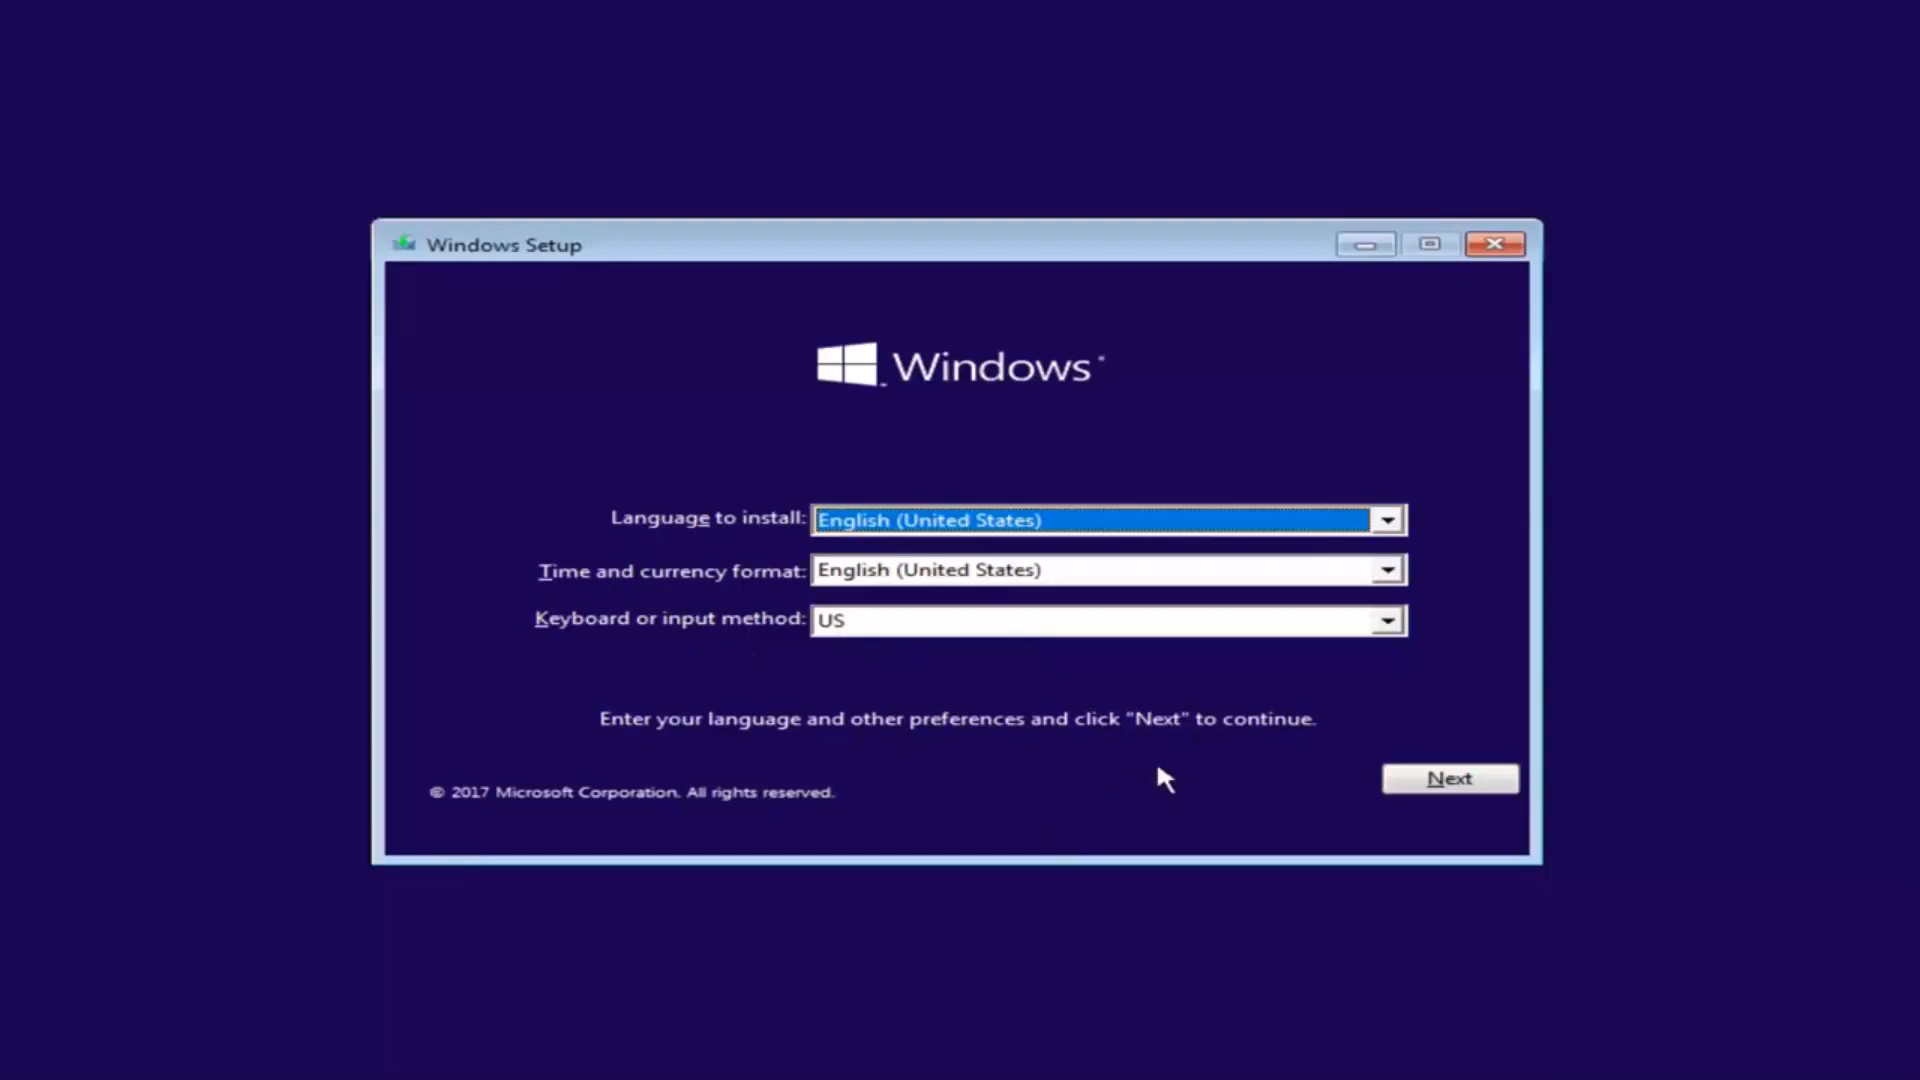 Windows Setup
Windows
Language to install: English (United States)
Time and currency format: English (United States)
Keyboard or input method: US
Enter your language and other preferences and click "Next" to continue.
Next
© 2017 Microsoft Corporation. All rights reserved.